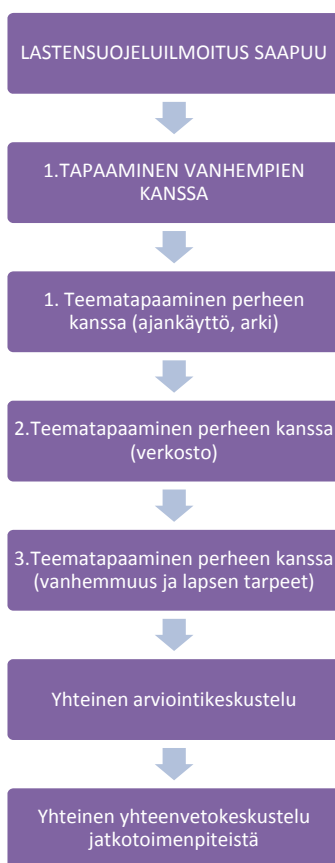 LASTENSUOJELUILMOITUS SAAPUU
1.TAPAAMINEN VANHEMPIEN
KANSSA
1. Teematapaaminen perheen
kanssa (ajankäyttö, arki)
2.Teematapaaminen perheen kanssa
(verkosto)
3.Teematapaaminen perheen kanssa
(vanhemmuus ja lapsen tarpeet)
Yhteinen arviointikeskustelu
Yhteinen yhteenvetokeskustelu
jatkotoimenpiteistä